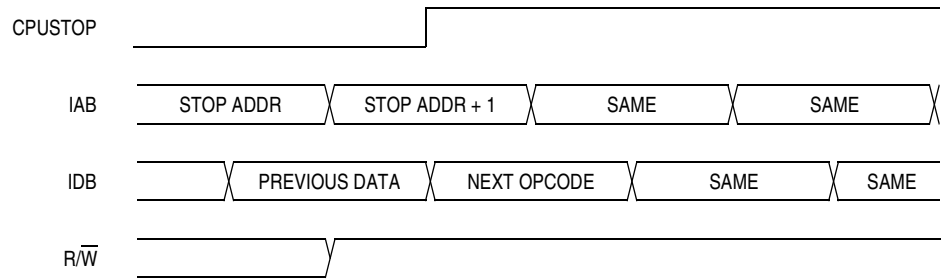 CPUSTOP
IAB STOP ADDR STOP ADDR + 1 SAME SAME
IDB PREVIOUS DATA NEXT OPCODE SAME SAME
R/W̅